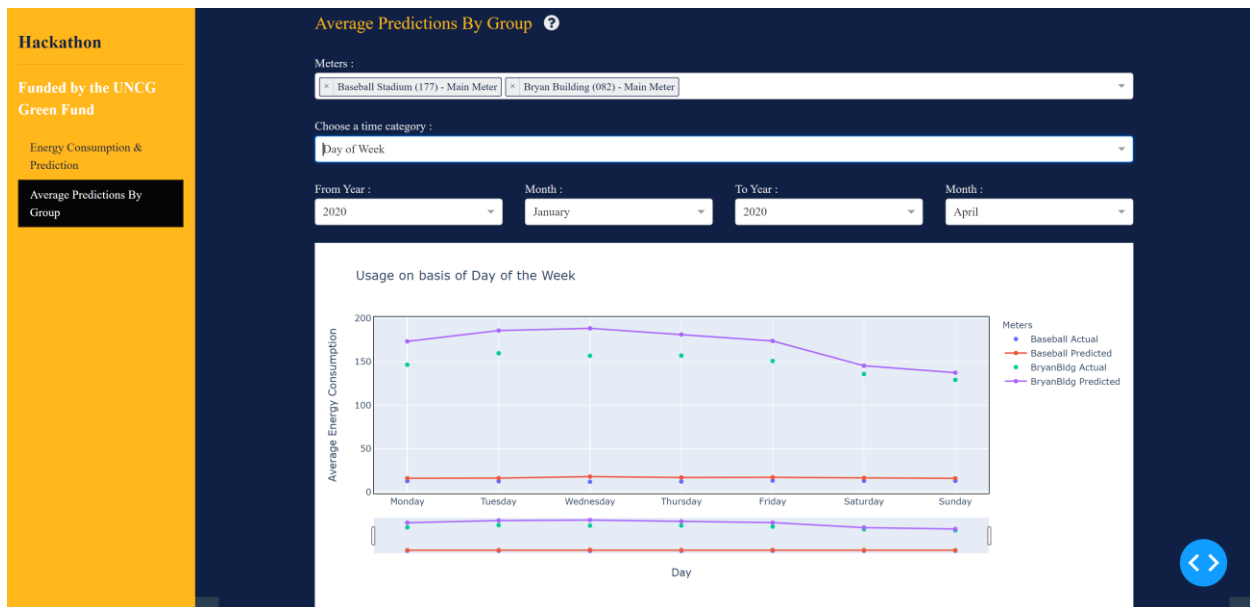 Hackathon
Funded by the UNCG
Green Fund
Energy Consumption &
Prediction
Average Predictions By
Group
Average Predictions By Group ?
Meters :
× Baseball Stadium (177) - Main Meter × Bryan Building (082) - Main Meter
Choose a time category :
Day of Week
From Year : Month : To Year : Month :
2020 January 2020 April
Usage on basis of Day of the Week
Average Energy Consumption
200
150
100
50
0
Monday Tuesday Wednesday Thursday Friday Saturday Sunday
Day
Meters
Baseball Actual
Baseball Predicted
BryanBldg Actual
BryanBldg Predicted